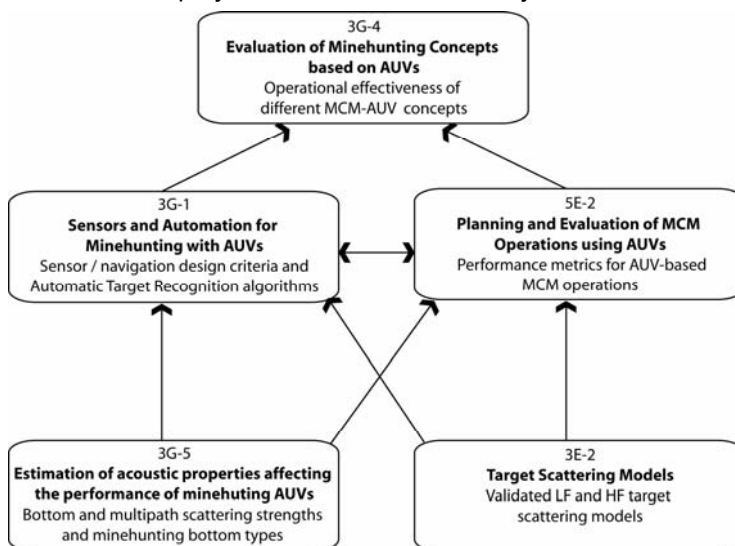 3G-4
Evaluation of Minehunting Concepts
based on AUVs
Operational effectiveness of
different MCM-AUV concepts
3G-1
Sensors and Automation for
Minehunting with AUVs
Sensor / navigation design criteria and
Automatic Target Recognition algorithms
5E-2
Planning and Evaluation of MCM
Operations using AUVs
Performance metrics for AUV-based
MCM operations
3G-5
Estimation of acoustic properties affecting
the performance of minehuting AUVs
Bottom and multipath scattering strengths
and minehunting bottom types
3E-2
Target Scattering Models
Validated LF and HF target
scattering models